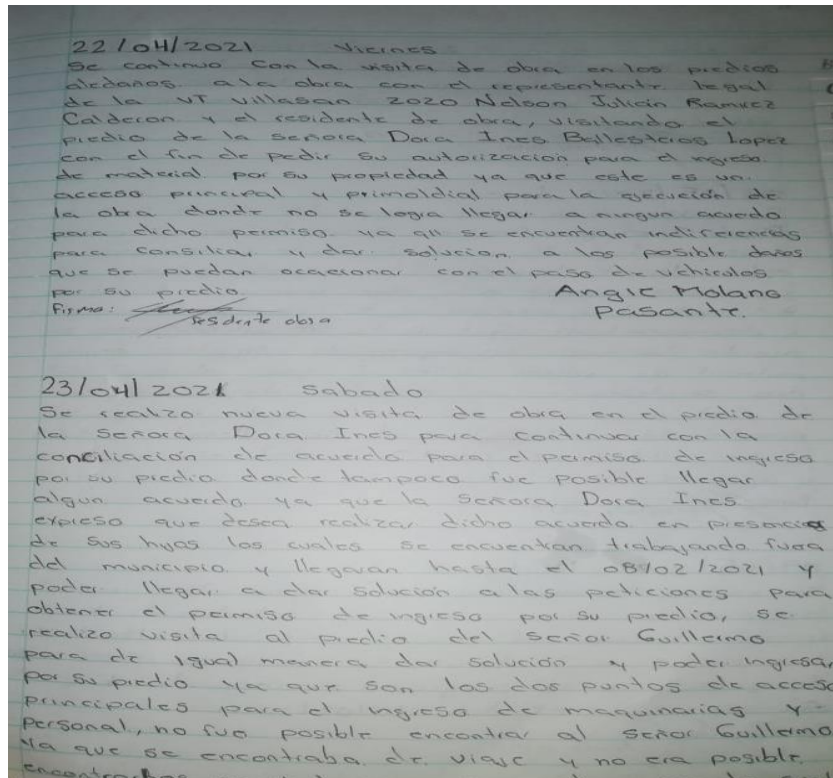 22/04/2021 Viernes
Se continuo con la visita de obra en los predios
aledaños a la obra con el representante legal
de la UT Villasan 2020 Nelson Julian Ramirez
Calderon y el residente de obra, visitando el
predio de la señora Dora Ines Ballesteros Lopez
con el fin de pedir su autorización para el ingreso
de material por su propiedad ya que este es un
acceso principal y primoldial para la ejecución de
la obra donde no se logra llegar a ningun acuerdo
para dicho permiso ya que se encuentran indiferencias
para consiliar y dar solucion a los posible daños
que se puedan ocacionar con el paso de vehiculos
por su predio
Angie Molano
Firma:
Residente obra
Pasante.
23/04/2021 sabado
Se realizo nueva visita de obra en el predio de
la Señora Dora Ines para continuar con la
conciliación de acuerdo para el permiso de ingreso
por su predio donde tampoco fue posible llegar
algun acuerdo ya que la Señora Dora Ines
expreso que desea realizar dicho acuerdo en presencia
de sus hijos los cuales se encuentran trabajando fuera
del municipio y llegaran hasta el 08/02/2021 y
poder llegar a dar solución a las peticiones para
obtener el permiso de ingreso por su predio, se
realizo visita al predio del señor Guillermo
para de igual manera dar solución y poder ingresar
por su predio ya que son los dos puntos de acceso
principales para el ingreso de maquinarias y
personal, no fue posible encontrar al señor Guillermo
ya que se encontraba de viaje y no era posible